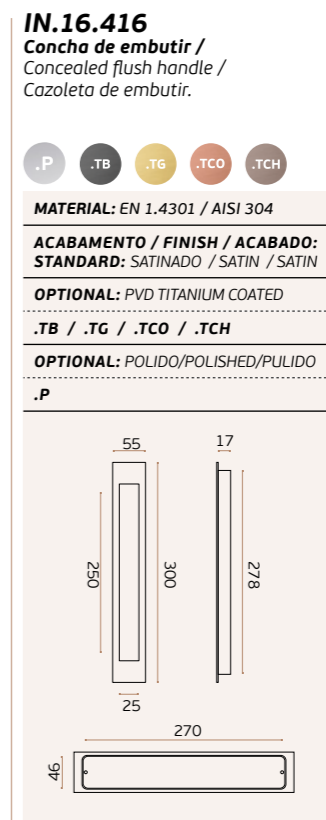 IN.16.416
Concha de embutir /
Concealed flush handle /
Cazoleta de embutir.
.P .TB .TG .TCO .TCH
MATERIAL: EN 1.4301 / AISI 304
ACABAMENTO / FINISH / ACABADO:
STANDARD: SATINADO / SATIN / SATIN
OPTIONAL: PVD TITANIUM COATED
.TB / .TG / .TCO / .TCH
OPTIONAL: POLIDO/POLISHED/PULIDO
.P
55 17
250 300 278
25
270
46